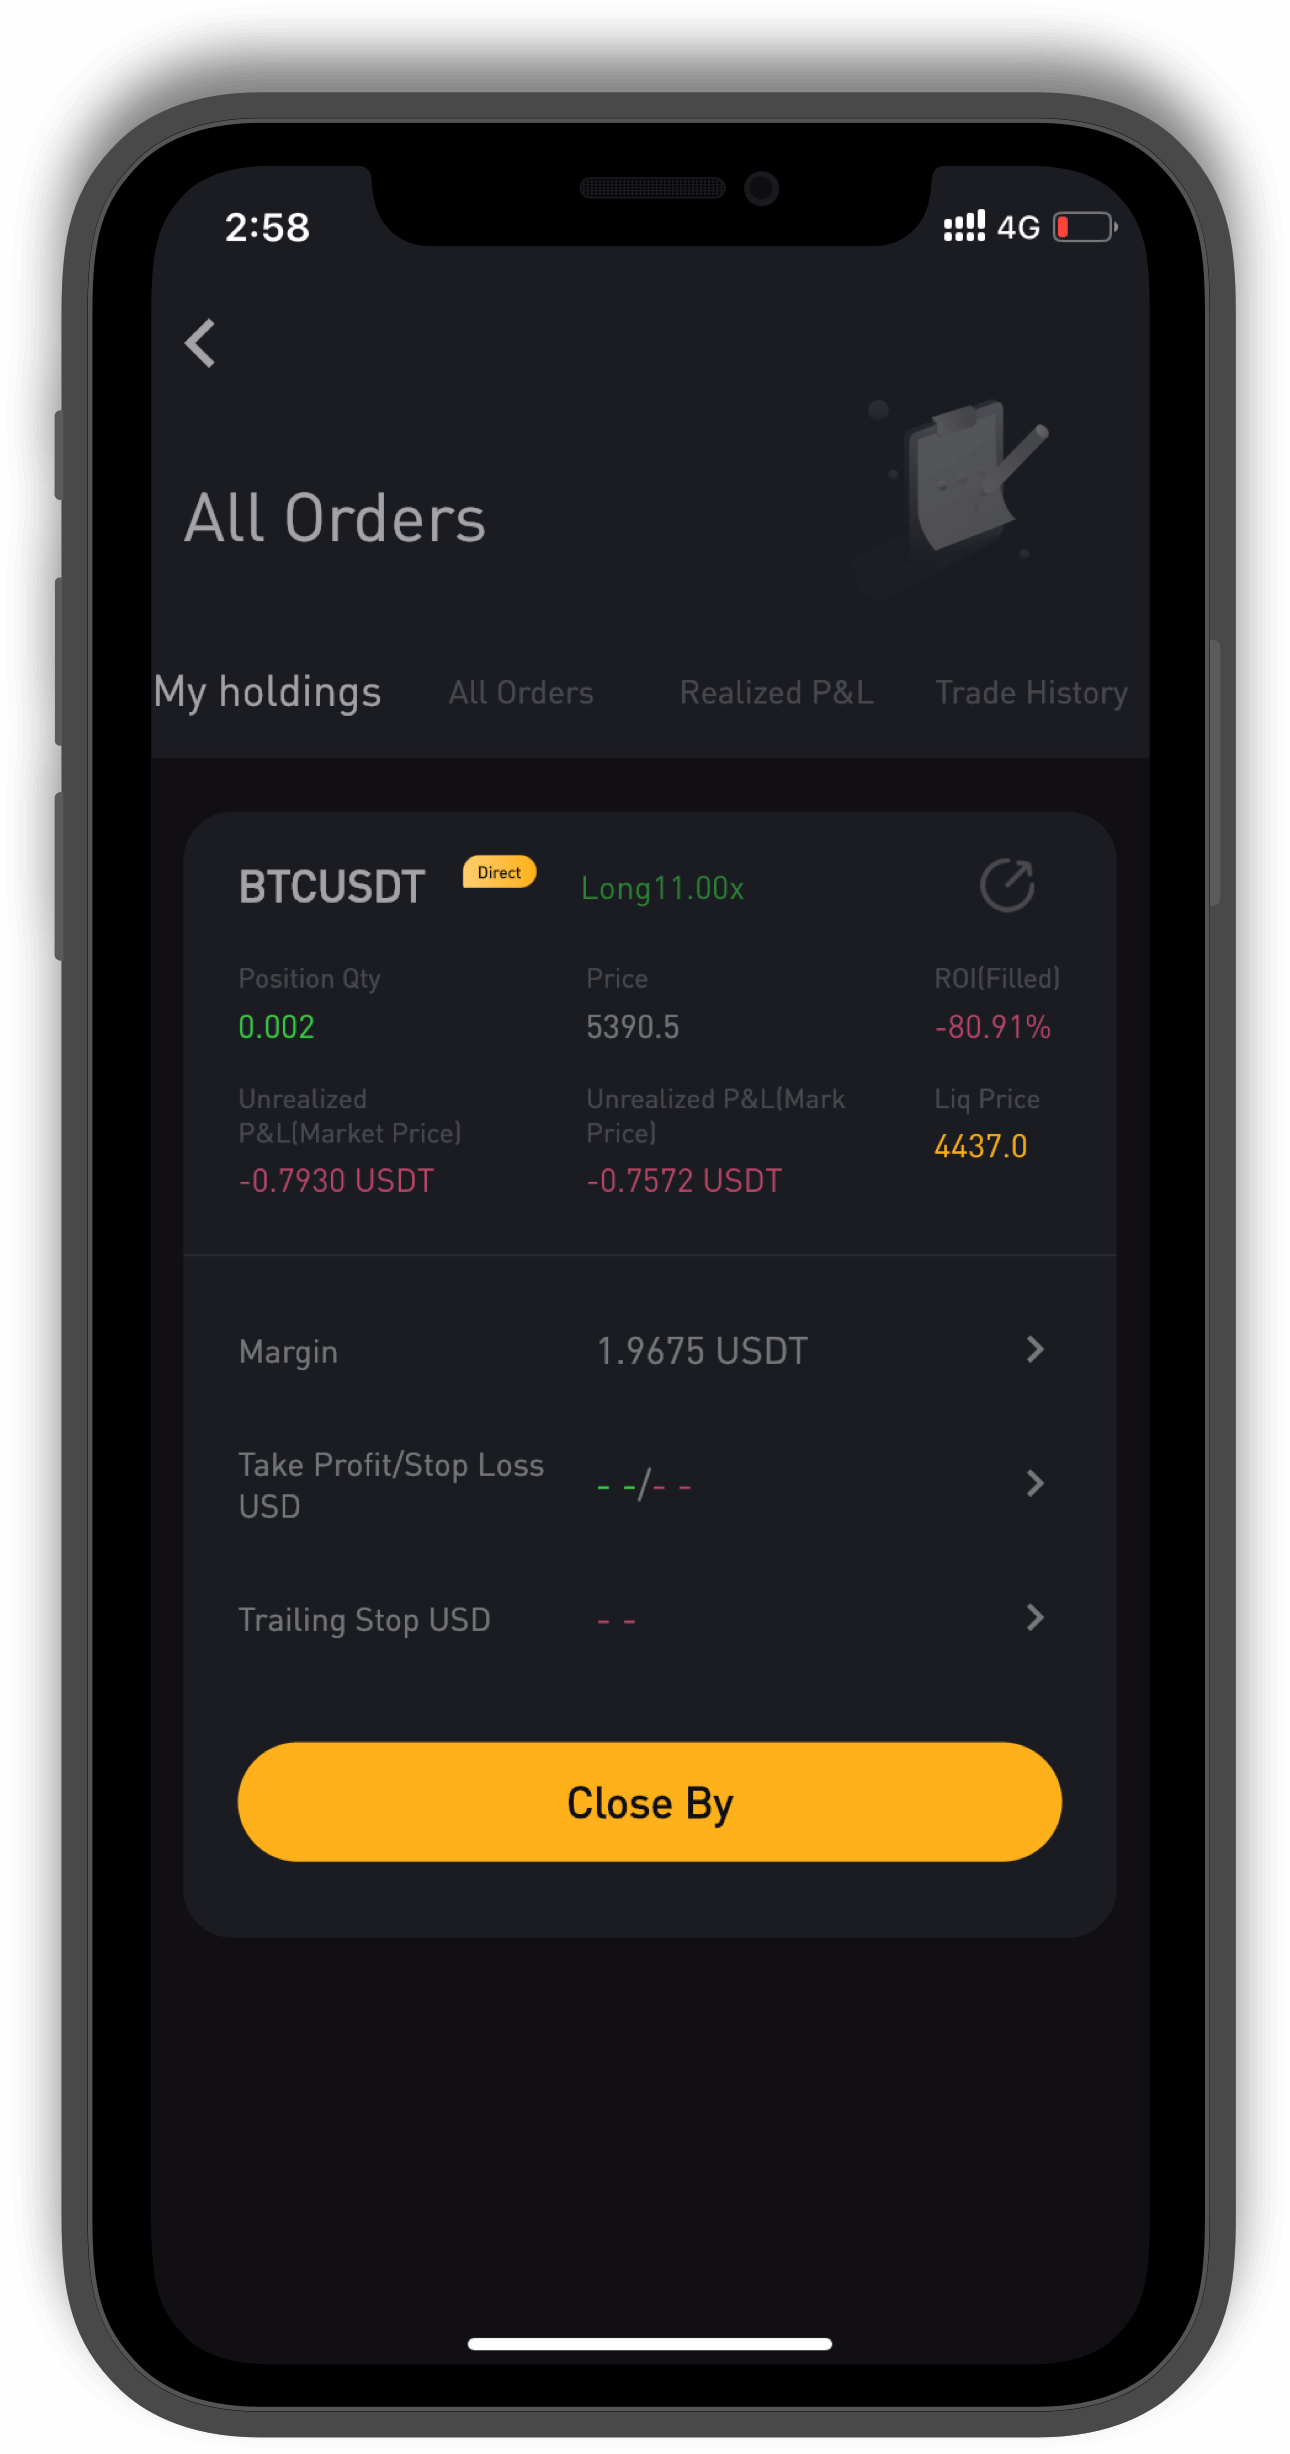 2:58
4G
All Orders
My holdings All Orders Realized P&L Trade History
BTCUSDT Direct Long11.00x
Position Qty Price ROI(Filled)
0.002 5390.5 -80.91%
Unrealized Unrealized P&L(Mark Liq Price
P&L(Market Price) Price) 4437.0
-0.7930 USDT -0.7572 USDT
Margin 1.9675 USDT
Take Profit/Stop Loss
USD
- -/- -
Trailing Stop USD - -
Close By